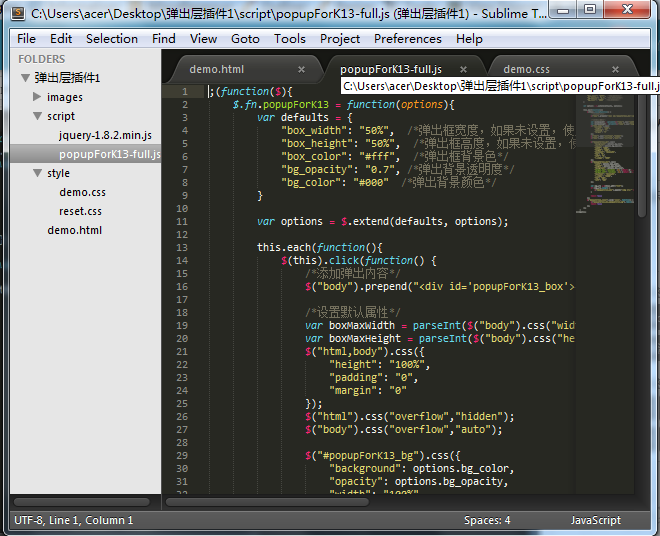 C:\Users\acer\Desktop\弹出层插件1\script\popupForK13-full.js (弹出层插件1) - Sublime T...
File Edit Selection Find View Goto Tools Project Preferences Help
FOLDERS
弹出层插件1
images
script
jquery-1.8.2.min.js
popupForK13-full.js
style
demo.css
reset.css
demo.html
demo.html × popupForK13-full.js × demo.css ×
C:\Users\acer\Desktop\弹出层插件1\script\popupForK13-full.j
1 ;(function($){
2 $.fn.popupForK13 = function(options){
3 var defaults = {
4 "box_width": "50%", /*弹出框宽度，如果未设置，使
5 "box_height": "50%", /*弹出框高度，如果未设置，
6 "box_color": "#fff", /*弹出框背景色*/
7 "bg_opacity": "0.7", /*弹出背景透明度*/
8 "bg_color": "#000" /*弹出背景颜色*/
9 }
10
11 var options = $.extend(defaults, options);
12
13 this.each(function(){
14 $(this).click(function() {
15 /*添加弹出内容*/
16 $("body").prepend("<div id='popupForK13_box'>
17
18 /*设置默认属性*/
19 var boxMaxWidth = parseInt($("body").css("wid
20 var boxMaxHeight = parseInt($("body").css("he
21 $("html,body").css({
22 "height": "100%",
23 "padding": "0",
24 "margin": "0"
25 });
26 $("html").css("overflow","hidden");
27 $("body").css("overflow","auto");
28
29 $("#popupForK13_bg").css({
30 "background": options.bg_color,
31 "opacity": options.bg_opacity,
32 "width": "100%"
UTF-8, Line 1, Column 1 Spaces: 4 JavaScript